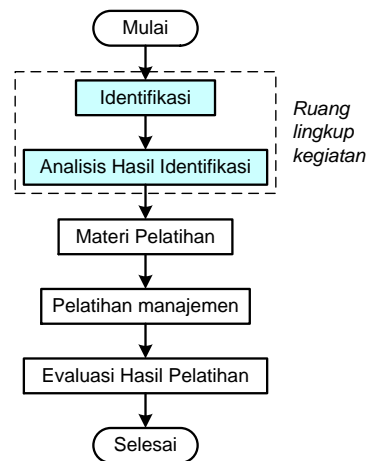 Mulai
Identifikasi
Analisis Hasil Identifikasi
Ruang
lingkup
kegiatan
Materi Pelatihan
Pelatihan manajemen
Evaluasi Hasil Pelatihan
Selesai